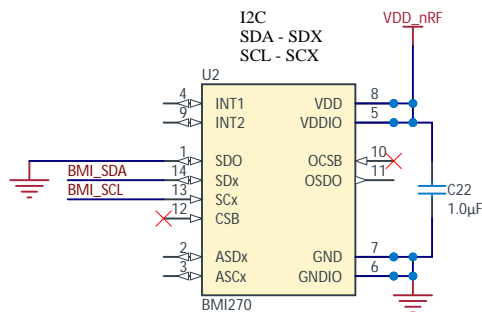 I2C
SDA - SDX
SCL - SCX
VDD_nRF
U2
4 INT1 VDD 8
9 INT2 VDDIO 5
1 SDO OCSB 10
BMI_SDA 14 SDx OSDO 11
BMI_SCL 13 SCx
12 CSB
C22
1.0µF
2 ASDx GND 7
3 ASCx GNDIO 6
BMI270